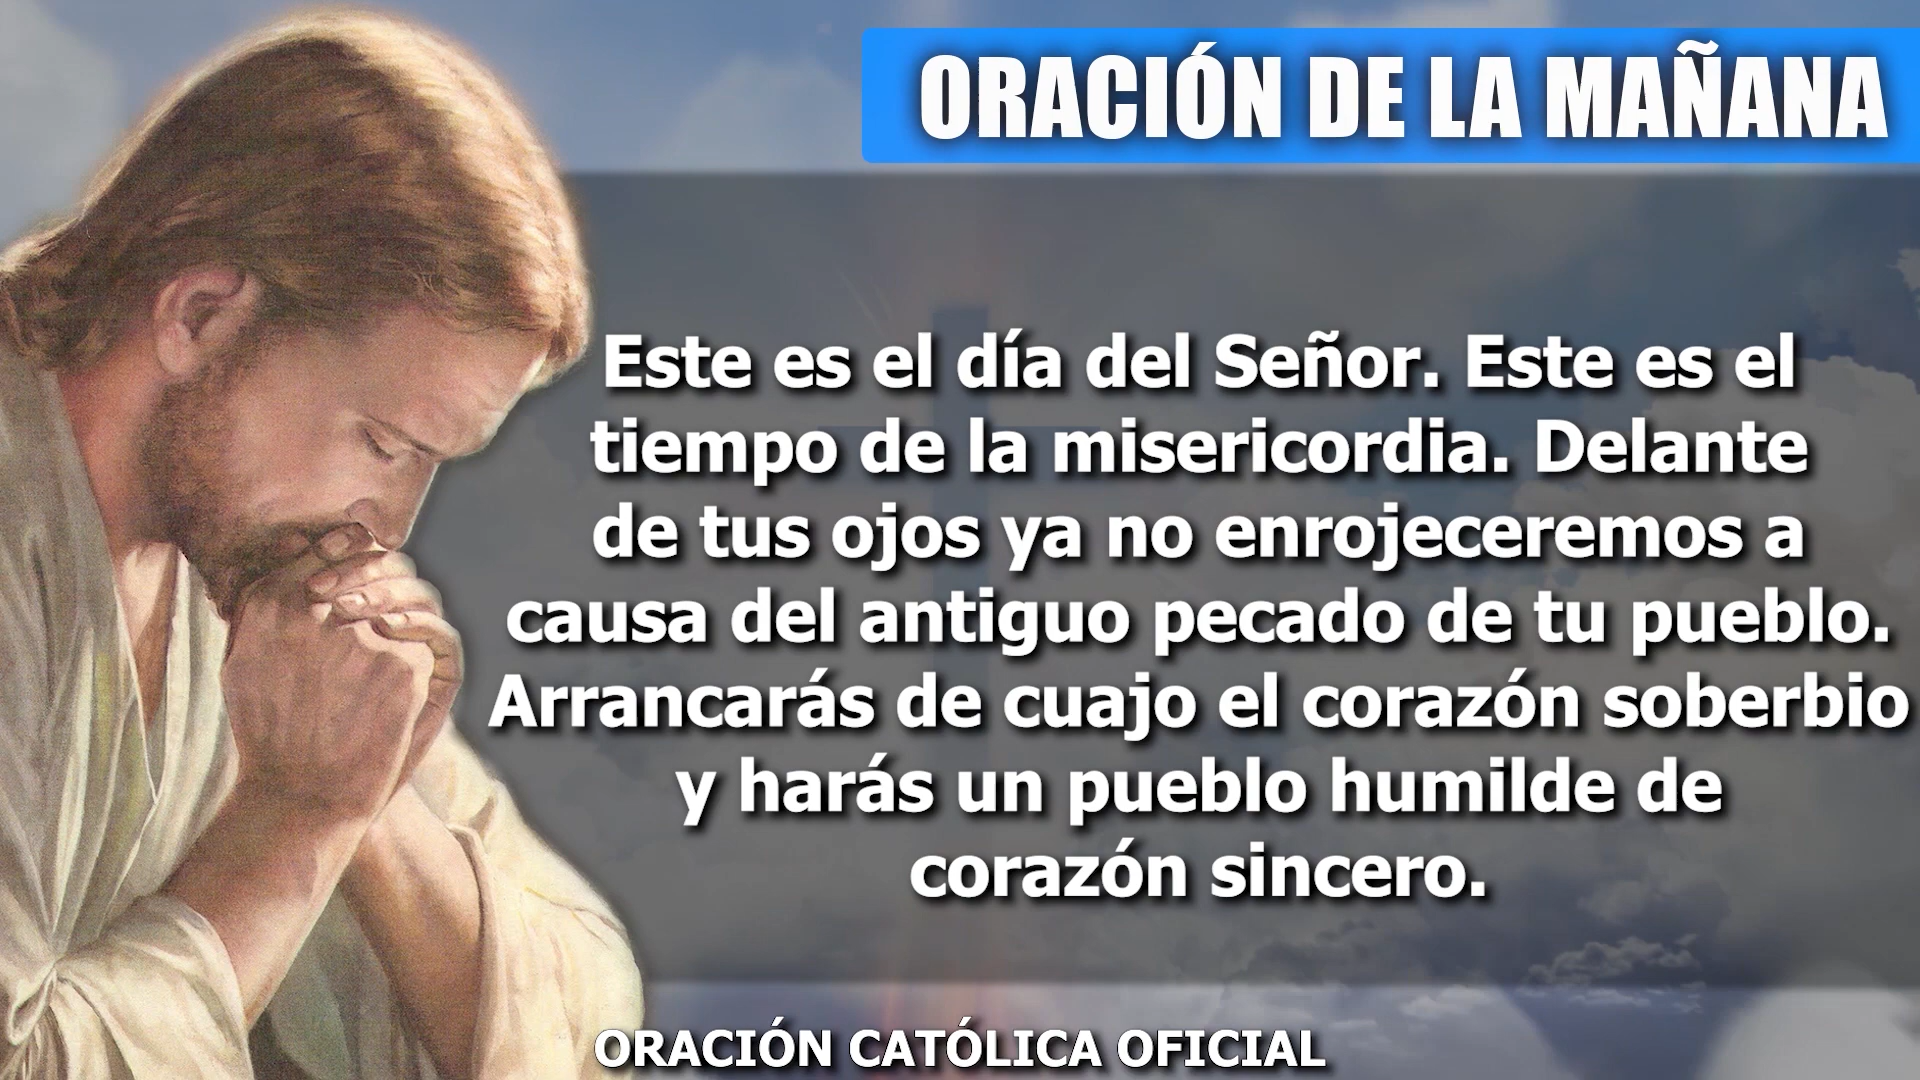 ORACIÓN DE LA MAÑANA
Este es el día del Señor. Este es el
tiempo de la misericordia. Delante
de tus ojos ya no enrojeceremos a
causa del antiguo pecado de tu pueblo.
Arrancarás de cuajo el corazón soberbio
y harás un pueblo humilde de
corazón sincero.
ORACIÓN CATÓLICA OFICIAL